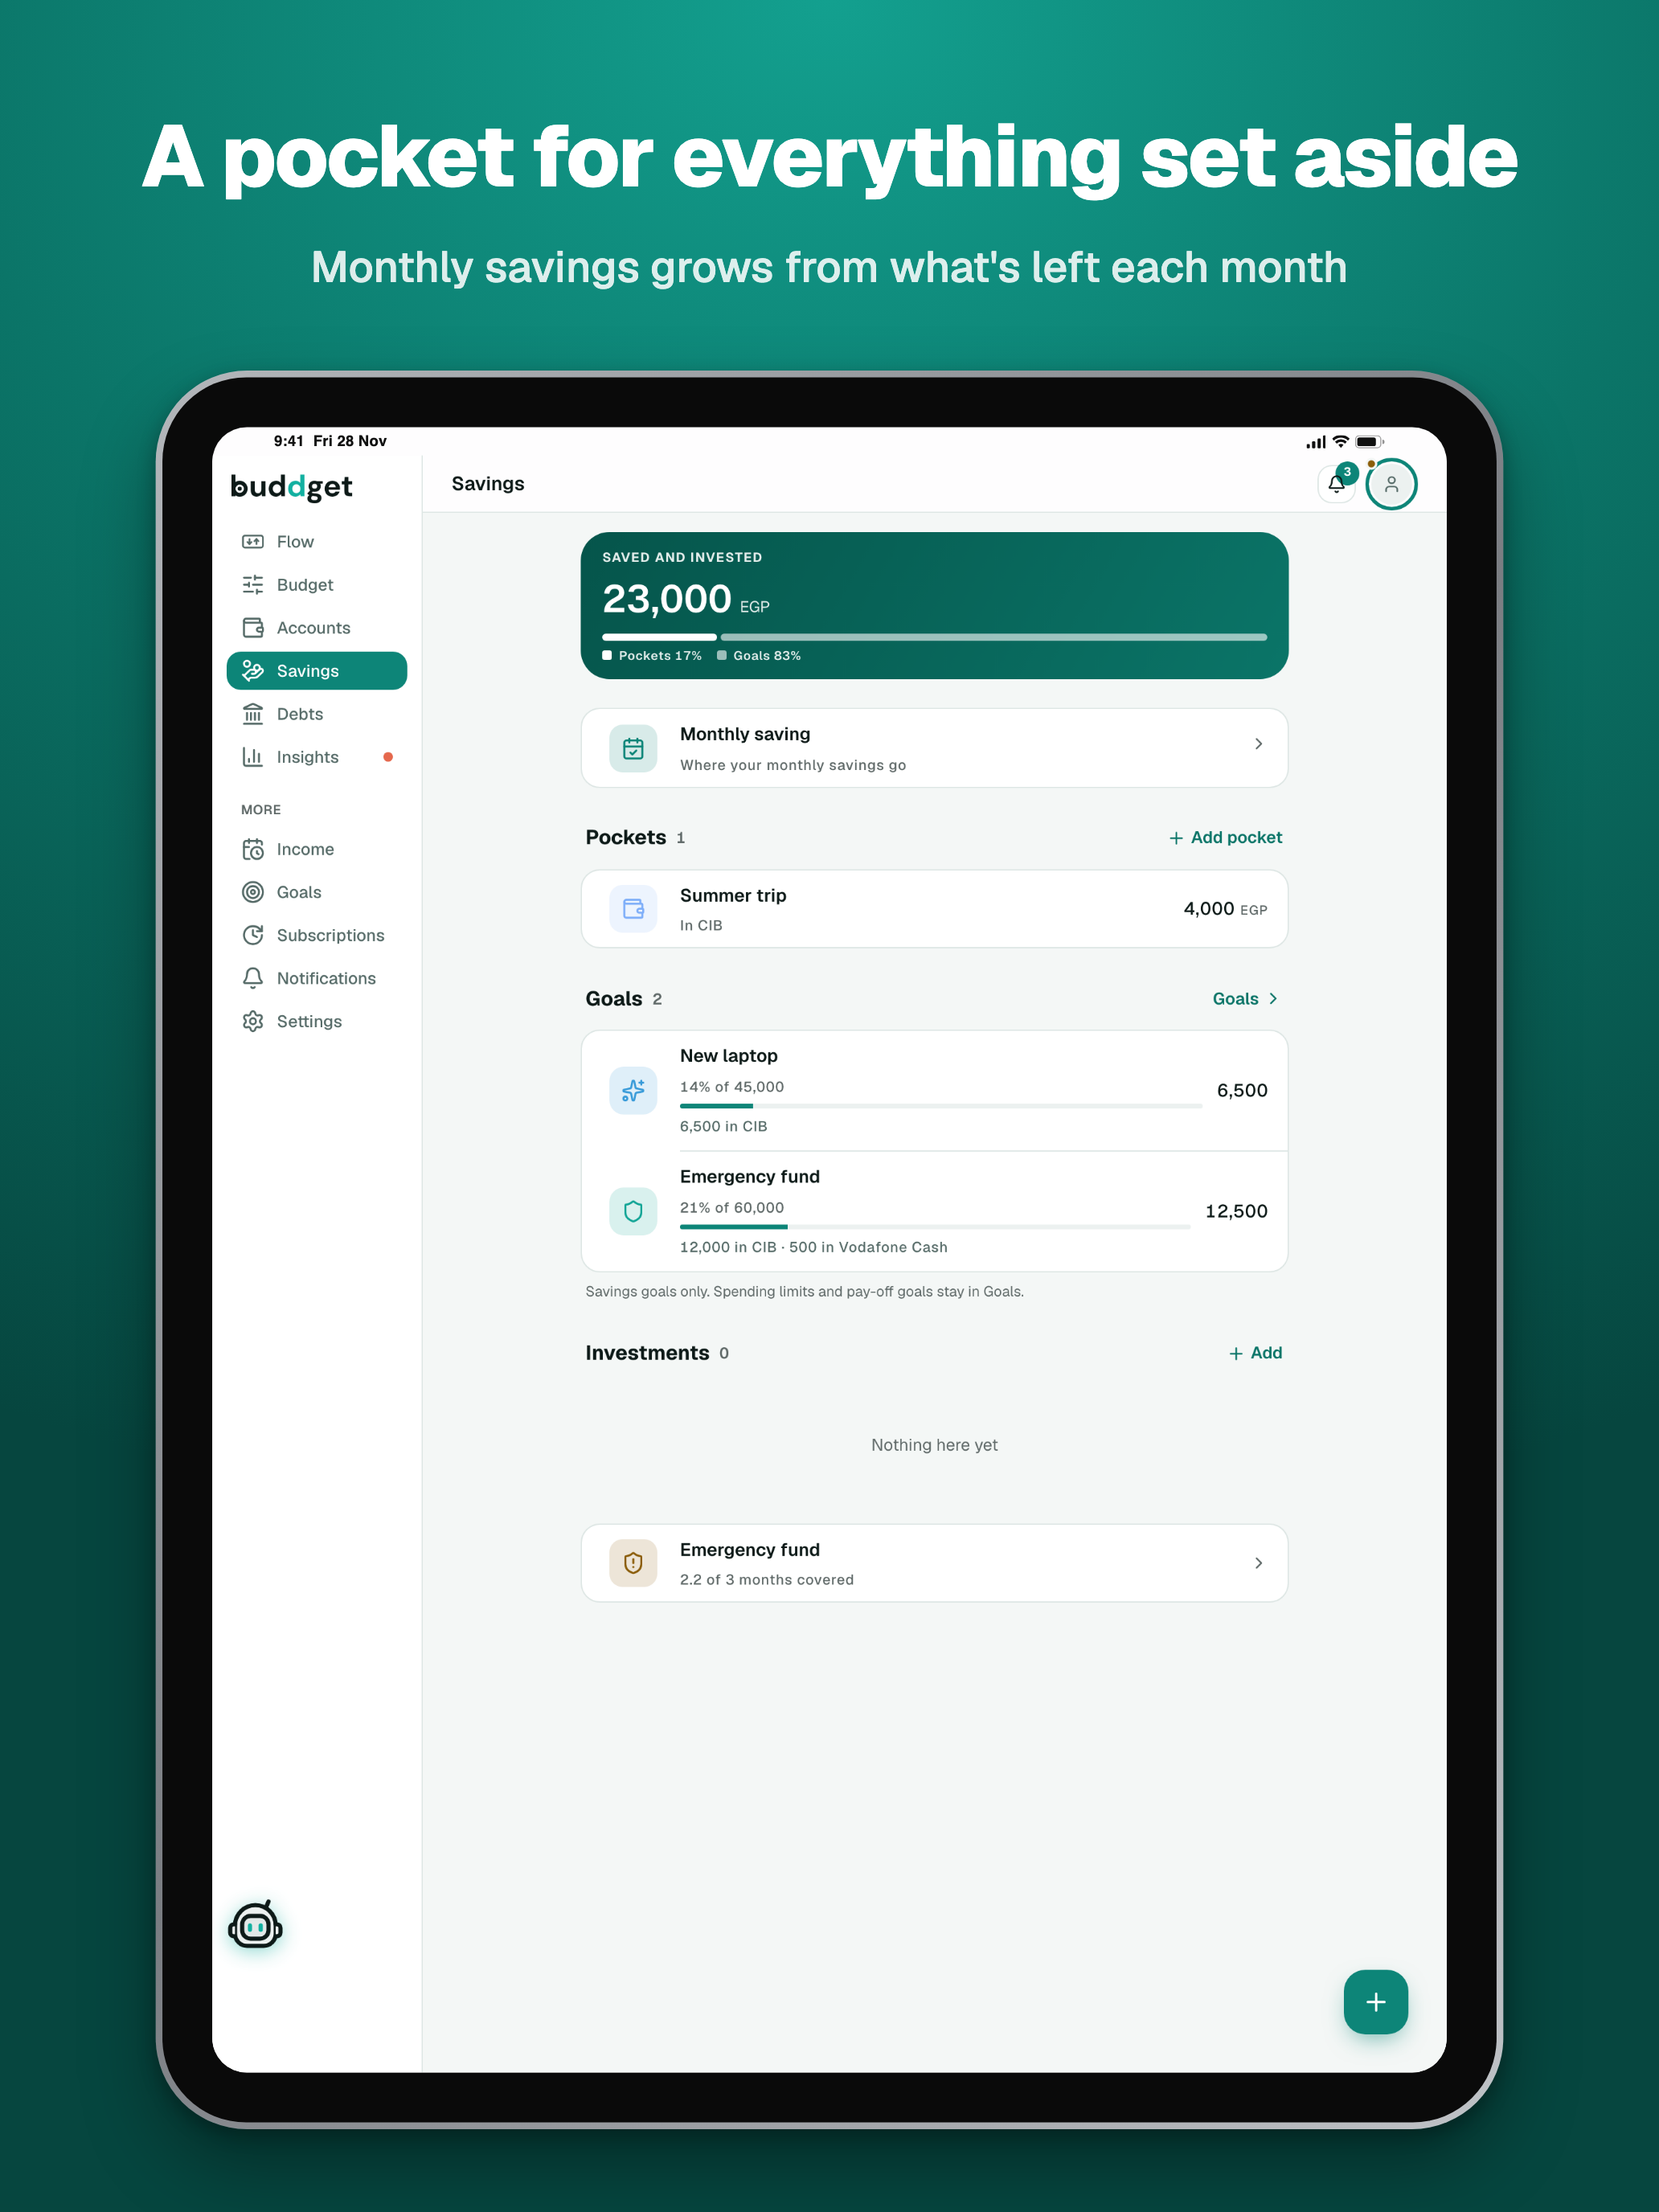 A pocket for everything set aside
Monthly savings grows from what's left each month
9:41 Fri 28 Nov
buddget
Savings
3
Flow
Budget
Accounts
Savings
Debts
Insights
MORE
Income
Goals
Subscriptions
Notifications
Settings
SAVED AND INVESTED
23,000 EGP
Pockets 17% Goals 83%
Monthly saving
Where your monthly savings go
Pockets 1
+ Add pocket
Summer trip
In CIB
4,000 EGP
Goals 2
Goals
New laptop
14% of 45,000
6,500
6,500 in CIB
Emergency fund
21% of 60,000
12,500
12,000 in CIB · 500 in Vodafone Cash
Savings goals only. Spending limits and pay-off goals stay in Goals.
Investments 0
+ Add
Nothing here yet
Emergency fund
2.2 of 3 months covered